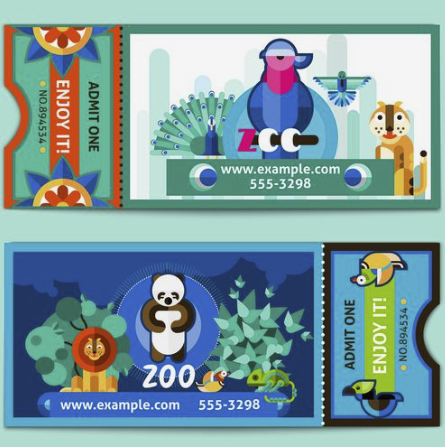 ADMIT ONE
ENJOY IT!
NO.894534
ZOO
www.example.com
555-3298
ZOO
www.example.com 555-3298
ADMIT ONE
ENJOY IT!
NO.894534